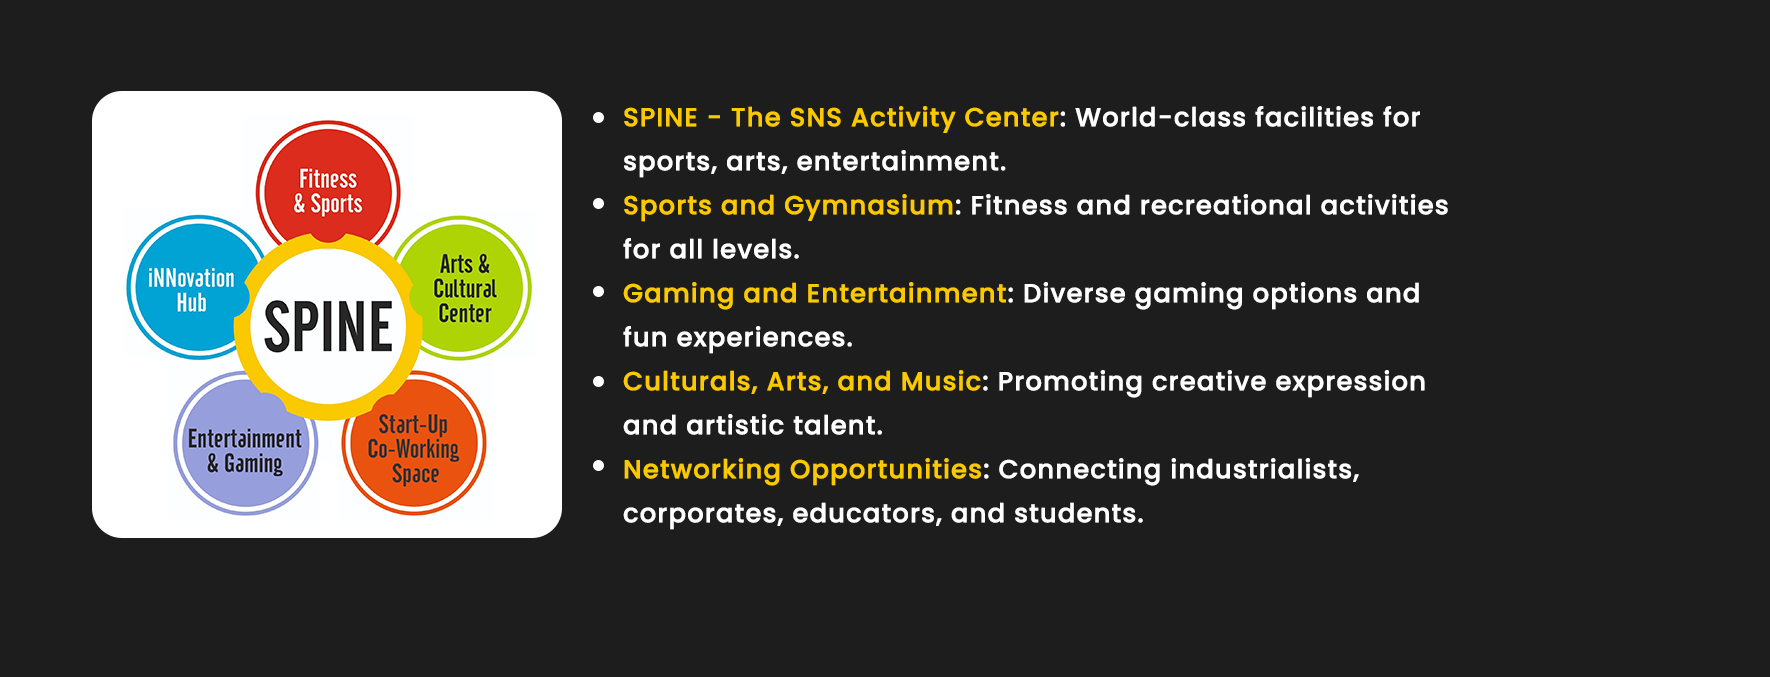 Fitness
& Sports
iNNovation
Hub
Arts &
Cultural
Center
SPINE
Entertainment
& Gaming
Start-Up
Co-Working
Space
SPINE - The SNS Activity Center: World-class facilities for
sports, arts, entertainment.
Sports and Gymnasium: Fitness and recreational activities
for all levels.
Gaming and Entertainment: Diverse gaming options and
fun experiences.
Culturals, Arts, and Music: Promoting creative expression
and artistic talent.
Networking Opportunities: Connecting industrialists,
corporates, educators, and students.